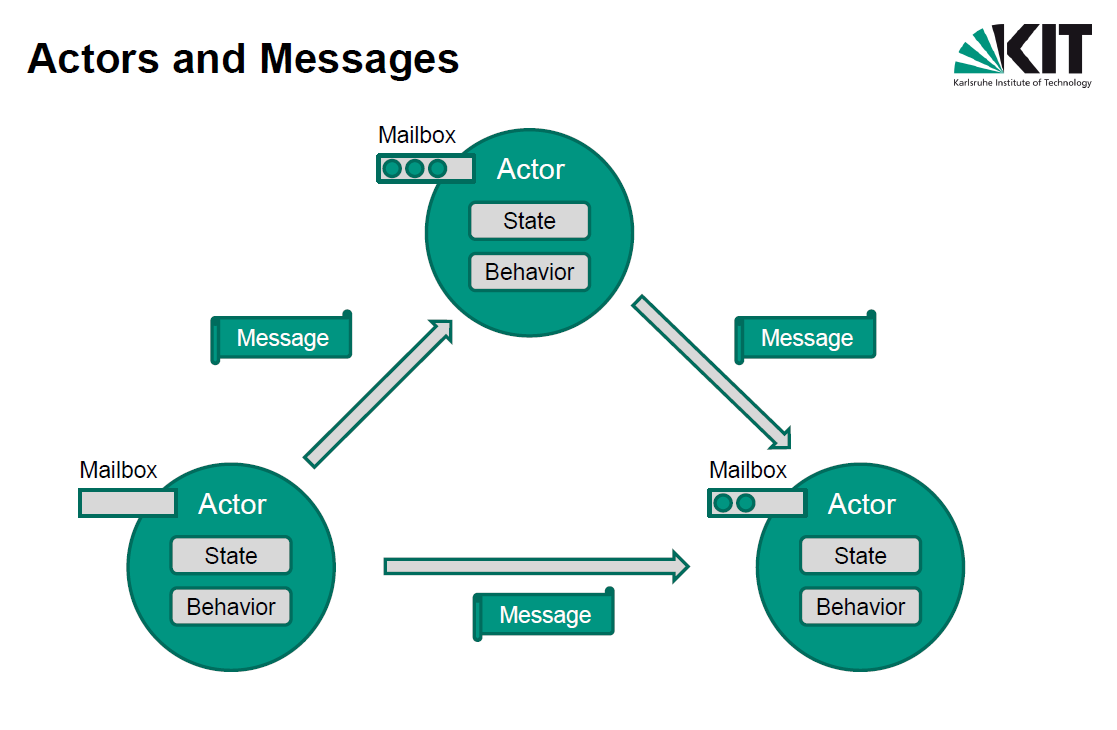 Actors and Messages
KIT
Karlsruhe Institute of Technology
Mailbox
Actor
State
Behavior
Message
Message
Mailbox
Actor
State
Behavior
Mailbox
Actor
State
Behavior
Message